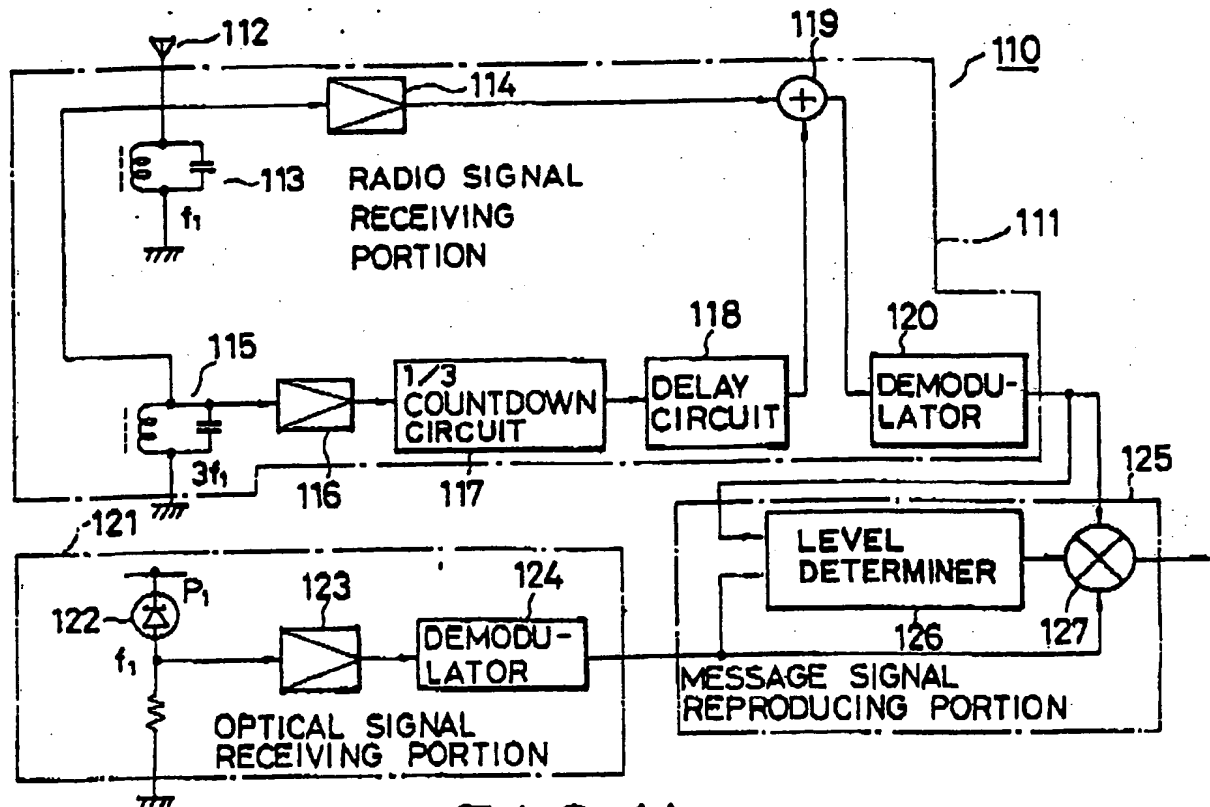 112
119
110
114
113
f1
RADIO SIGNAL
RECEIVING
PORTION
111
115
118
120
1/3
COUNTDOWN
CIRCUIT
DELAY
CIRCUIT
DEMODU-
LATOR
3f1
116
117
125
121
LEVEL
DETERMINER
P1
122
123
124
DEMODU-
LATOR
126
127
f1
MESSAGE SIGNAL
REPRODUCING PORTION
OPTICAL SIGNAL
RECEIVING PORTION